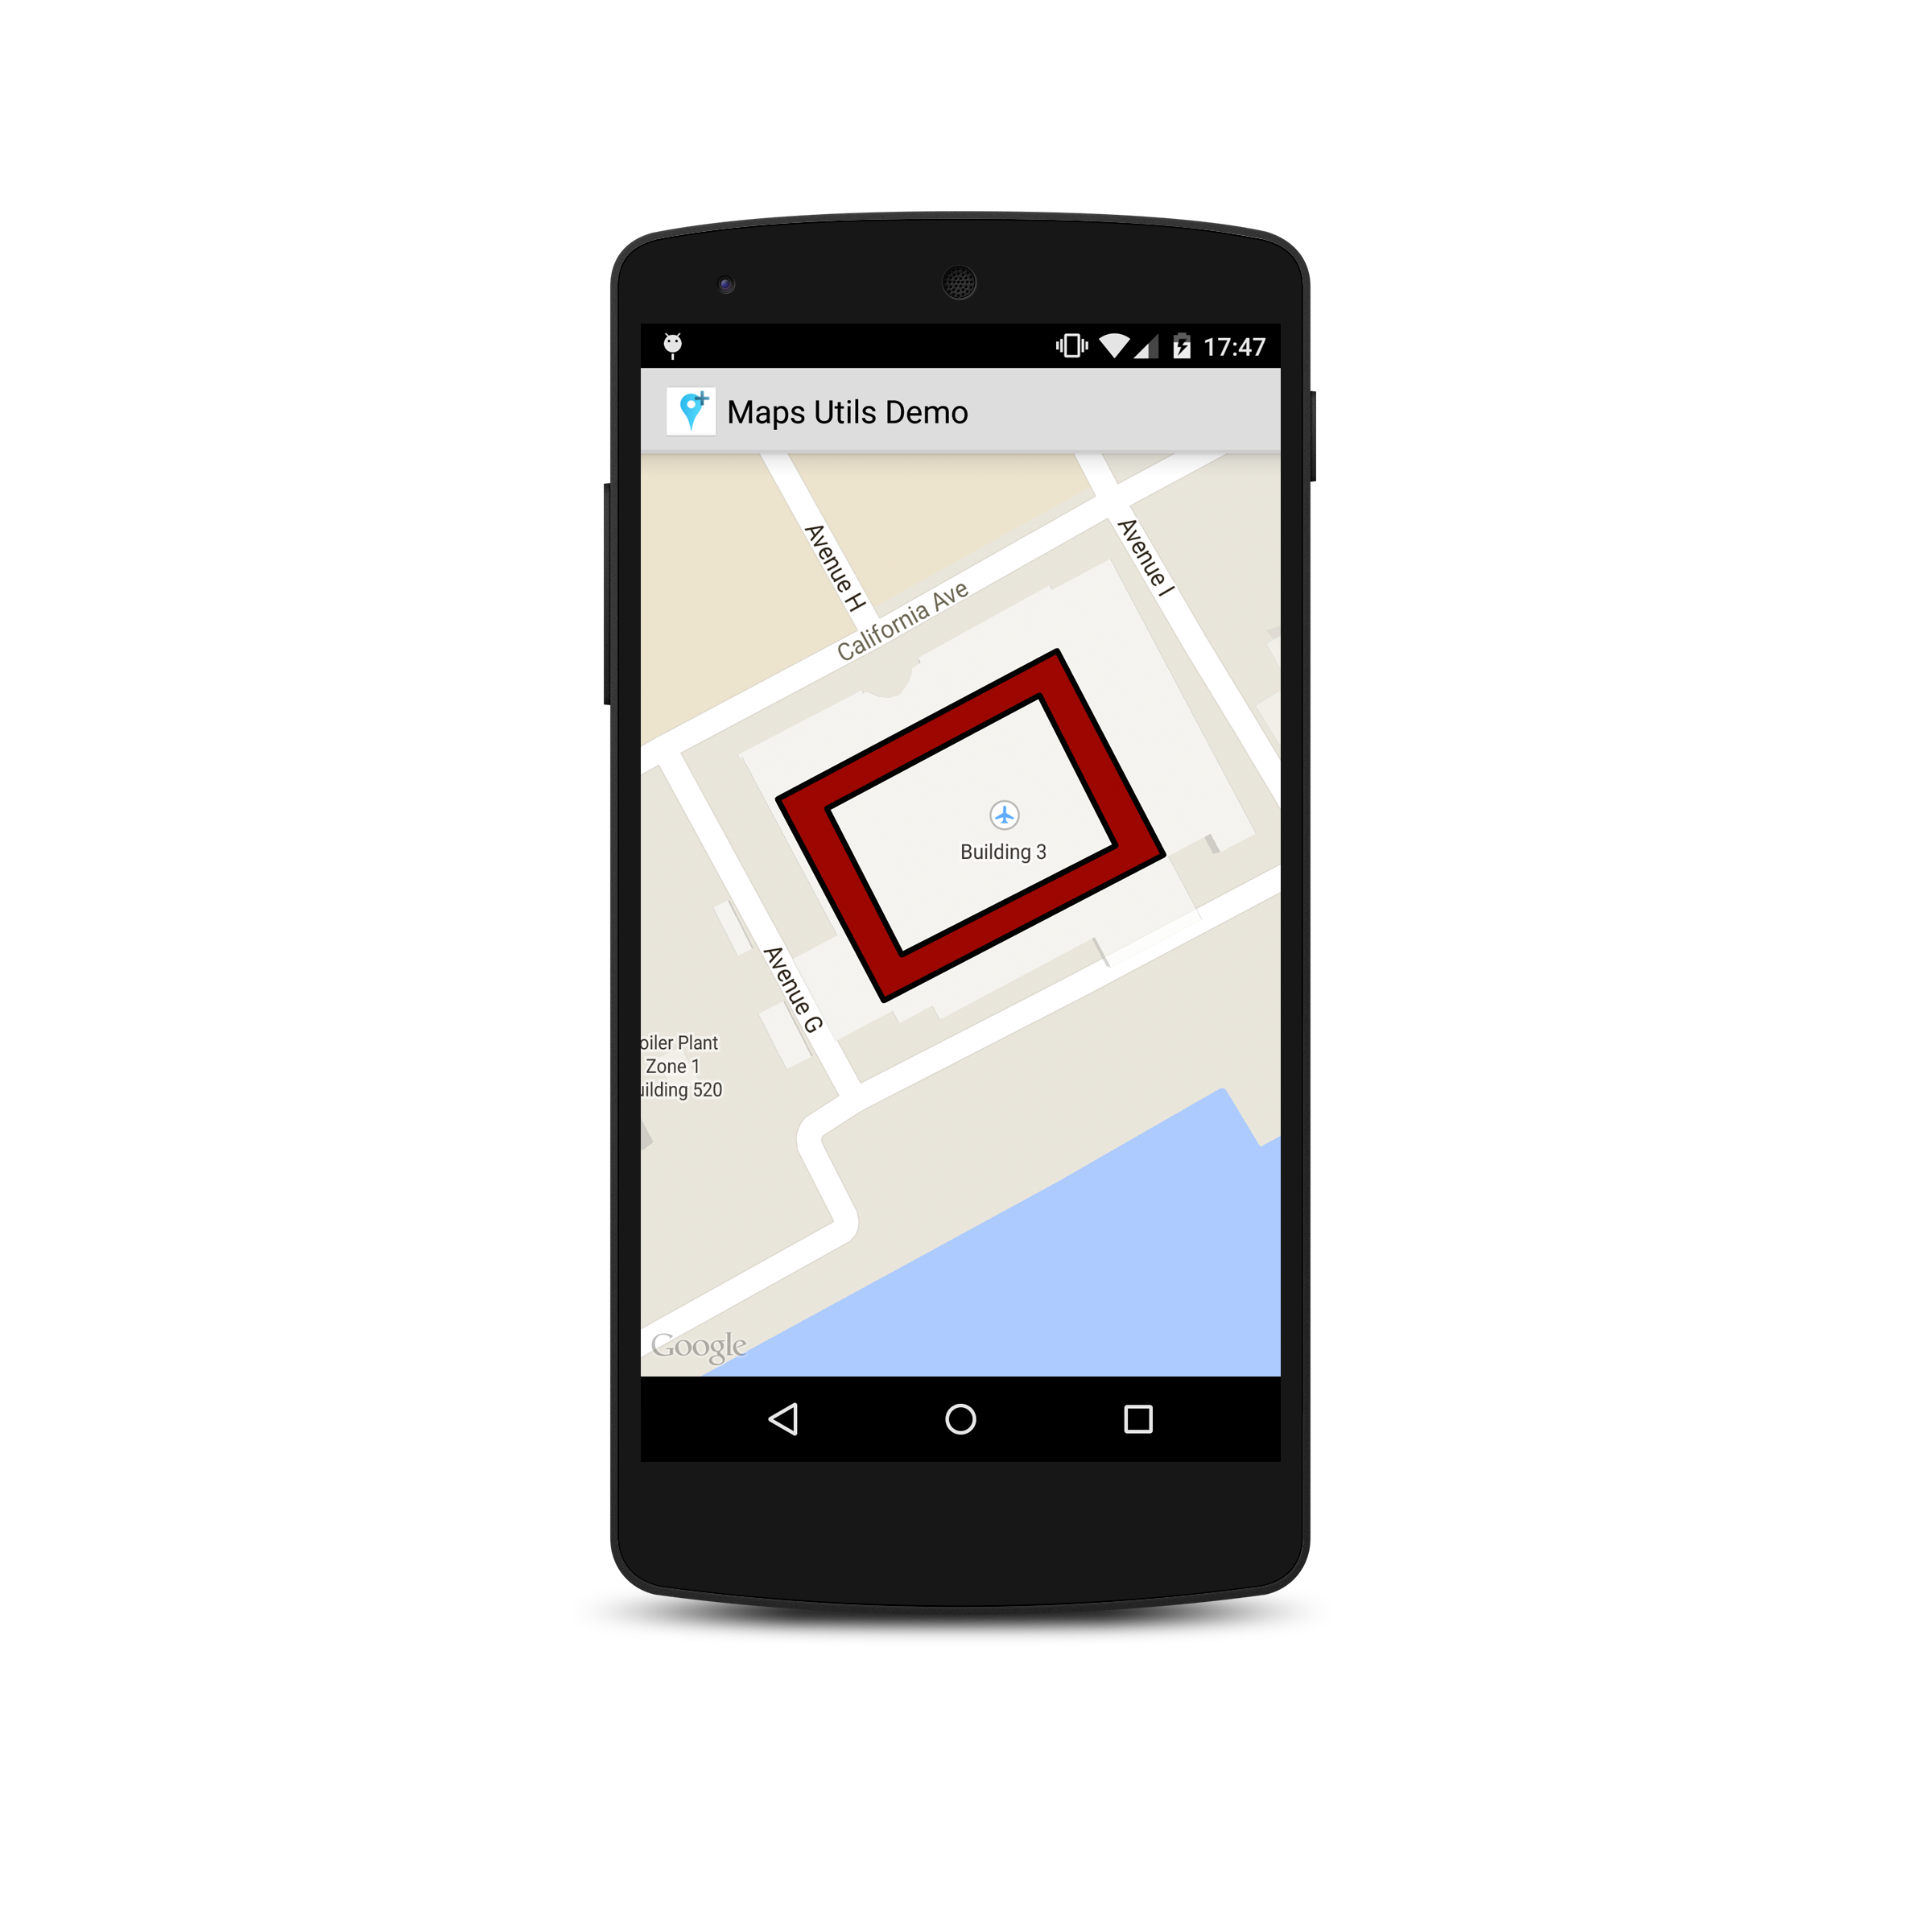 17:47
Maps Utils Demo
Avenue H
Avenue I
California Ave
Building 3
Avenue G
oiler Plant
Zone 1
uilding 520
Google